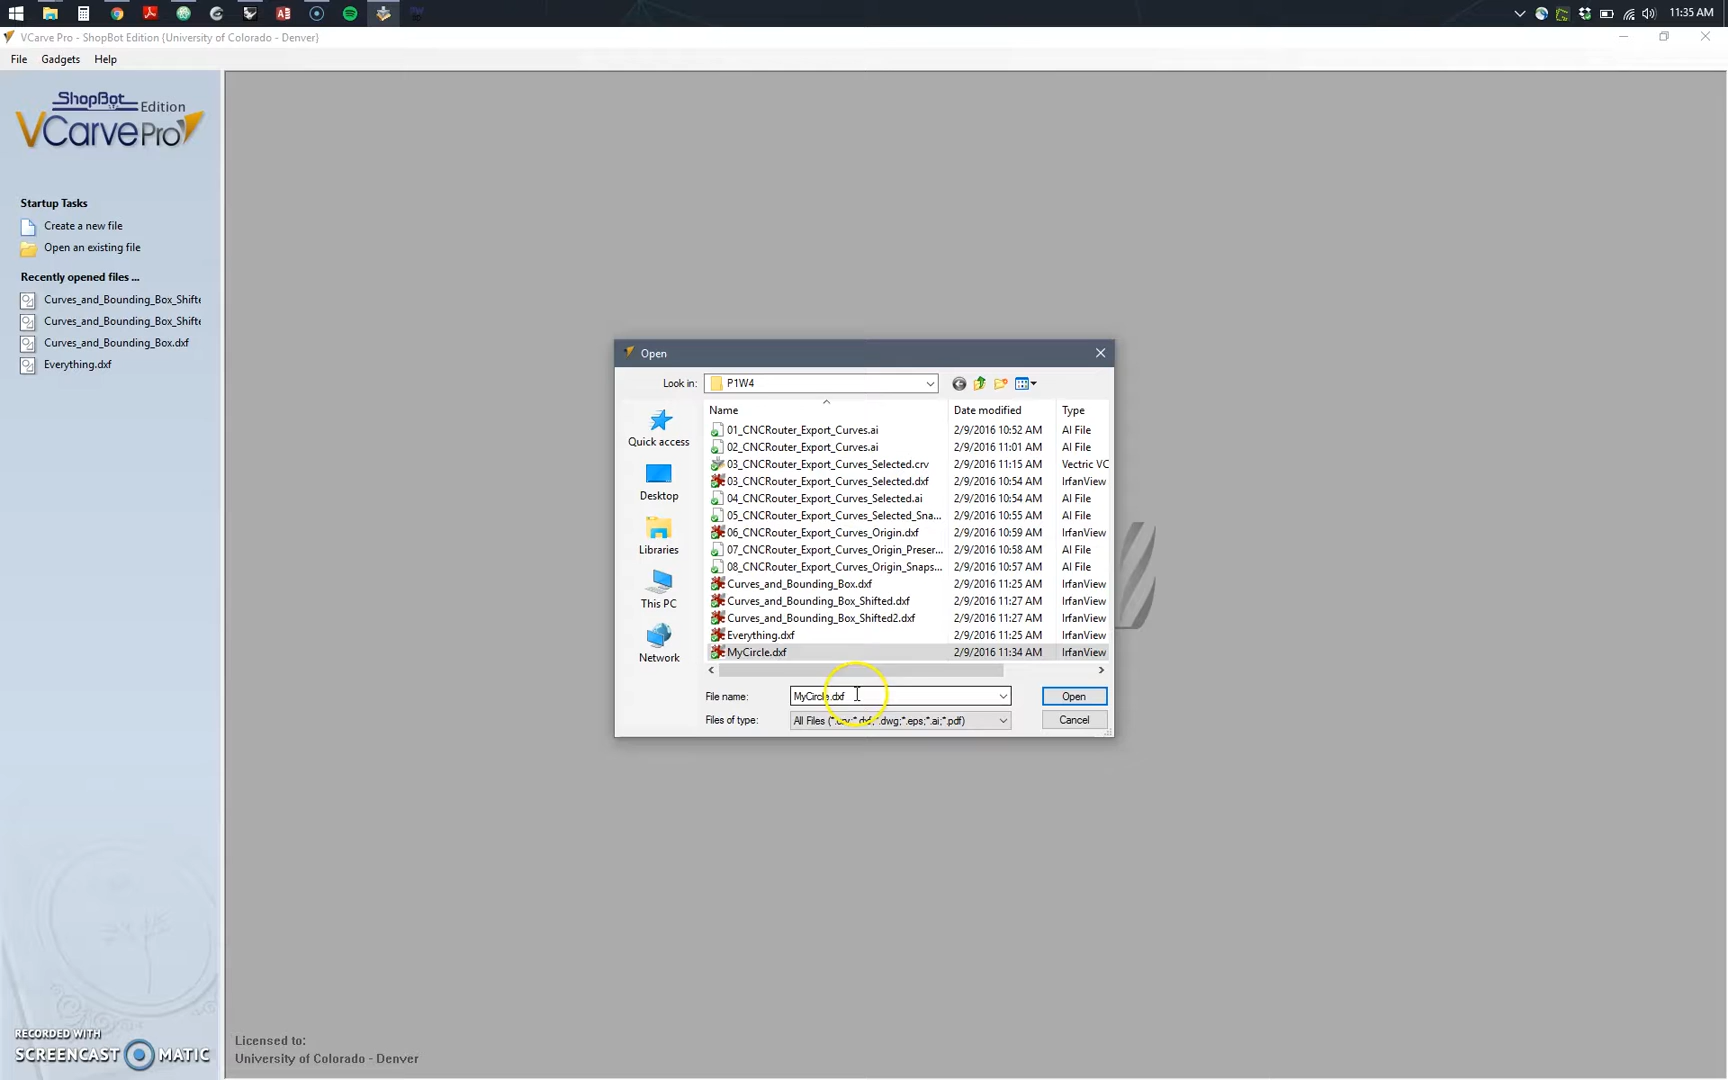 11:35 AM
VCarve Pro - ShopBot Edition {University of Colorado - Denver}
File Gadgets Help
ShopBot Edition
VCarve Pro
Startup Tasks
Create a new file
Open an existing file
Recently opened files ...
Curves_and_Bounding_Box_Shifte
Curves_and_Bounding_Box_Shifte
Curves_and_Bounding_Box.dxf
Everything.dxf
Open
Look in: P1W4
Quick access
Desktop
Libraries
This PC
Network
Name Date modified Type
01_CNCRouter_Export_Curves.ai 2/9/2016 10:52 AM AI File
02_CNCRouter_Export_Curves.ai 2/9/2016 11:01 AM AI File
03_CNCRouter_Export_Curves_Selected.crv 2/9/2016 11:15 AM Vectric VC
03_CNCRouter_Export_Curves_Selected.dxf 2/9/2016 10:54 AM IrfanView
04_CNCRouter_Export_Curves_Selected.ai 2/9/2016 10:54 AM AI File
05_CNCRouter_Export_Curves_Selected_Sna... 2/9/2016 10:55 AM AI File
06_CNCRouter_Export_Curves_Origin.dxf 2/9/2016 10:59 AM IrfanView
07_CNCRouter_Export_Curves_Origin_Preser... 2/9/2016 10:58 AM AI File
08_CNCRouter_Export_Curves_Origin_Snaps... 2/9/2016 10:57 AM AI File
Curves_and_Bounding_Box.dxf 2/9/2016 11:25 AM IrfanView
Curves_and_Bounding_Box_Shifted.dxf 2/9/2016 11:27 AM IrfanView
Curves_and_Bounding_Box_Shifted2.dxf 2/9/2016 11:27 AM IrfanView
Everything.dxf 2/9/2016 11:25 AM IrfanView
MyCircle.dxf 2/9/2016 11:34 AM IrfanView
File name: MyCircle.dxf Open
Files of type: All Files (*.crv;*.dxf;*.dwg;*.eps;*.ai;*.pdf) Cancel
RECORDED WITH
SCREENCAST MATIC
Licensed to:
University of Colorado - Denver